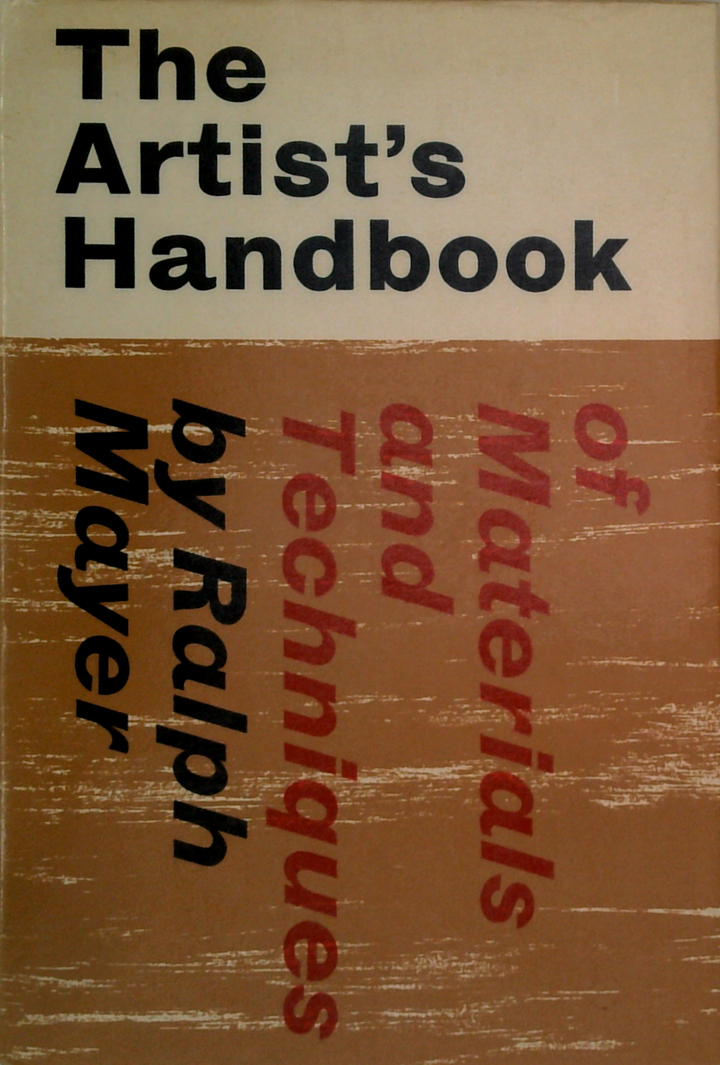 The
Artist's
Handbook
of
Materials
and
Techniques
by Ralph
Mayer